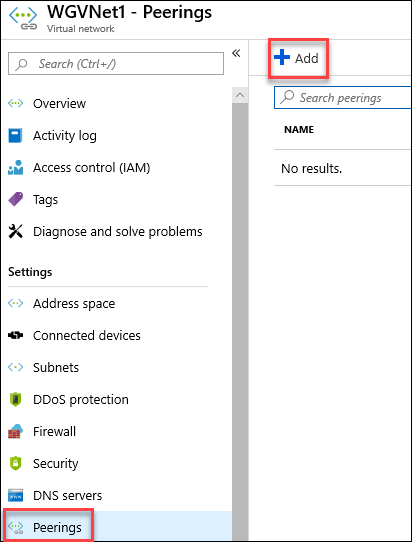 WGVNet1 - Peerings
Virtual network
Search (Ctrl+/)
«
Overview
Activity log
Access control (IAM)
Tags
Diagnose and solve problems
Settings
Address space
Connected devices
Subnets
DDoS protection
Firewall
Security
DNS servers
Peerings
Add
Search peerings
NAME
No results.